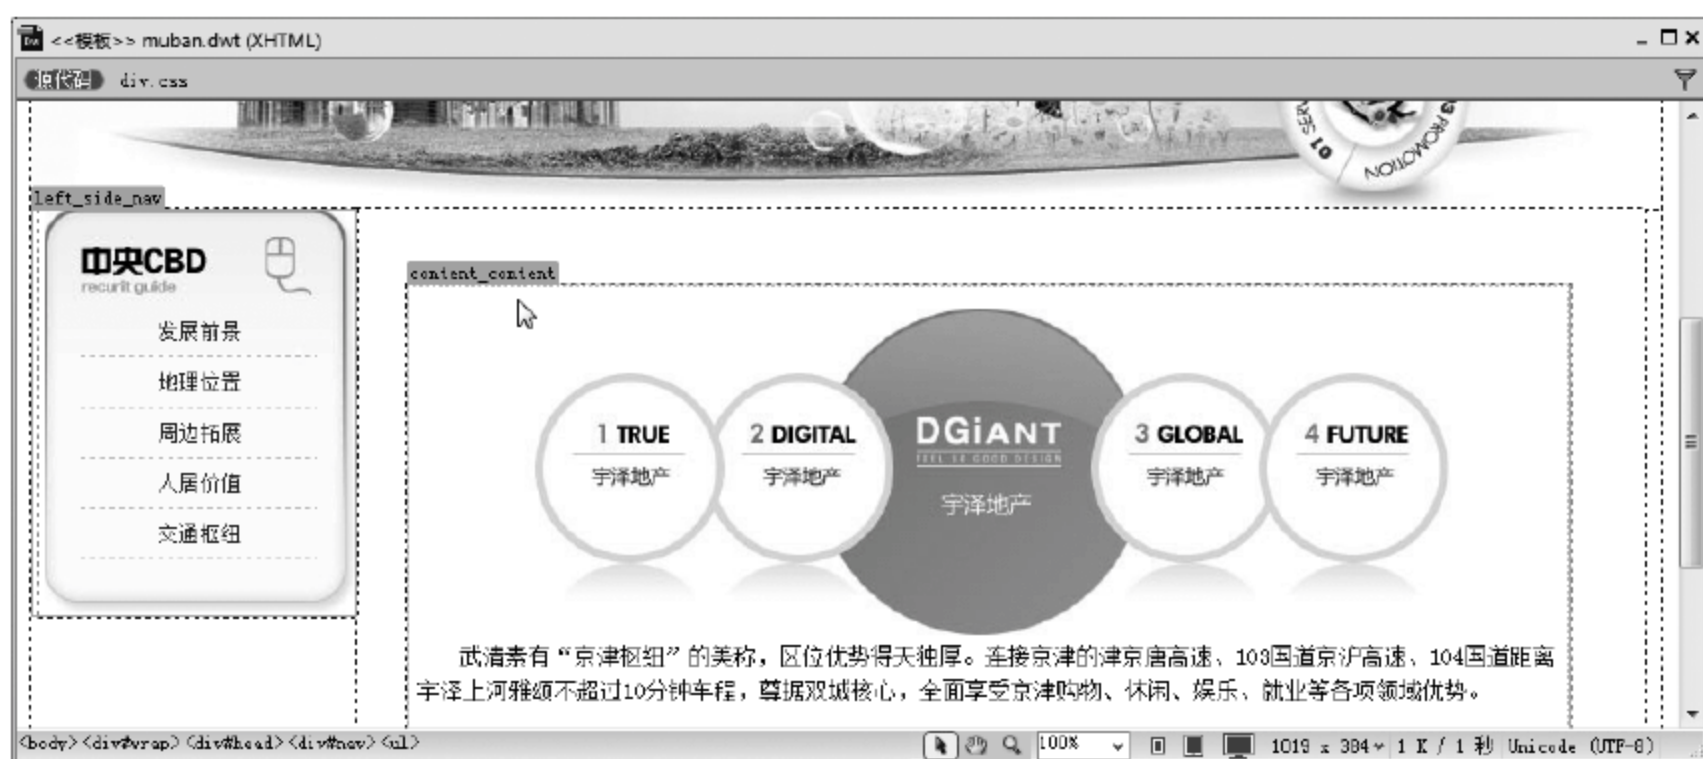 <<模板>> muban.dwt (XHTML)
源代码 div.css
01 SERV
03 PROMOTION
left_side_nav
中央CBD
recurit guide
发展前景
地理位置
周边拓展
人居价值
交通枢纽
content_content
1 TRUE
宇泽地产
2 DIGITAL
宇泽地产
DGiANT
FEEL SO GOOD DESIGN
宇泽地产
3 GLOBAL
宇泽地产
4 FUTURE
宇泽地产
武清素有“京津枢纽”的美称，区位优势得天独厚。连接京津的津京唐高速、103国道京沪高速、104国道距离
宇泽上河雅颂不超过10分钟车程，尊据双城核心，全面享受京津购物、休闲、娱乐、就业等各项领域优势。
<body> <div#wrap> <div#head> <div#nav> <ul> 100% 1019 x 384 1 K / 1 秒 Unicode (UTF-8)